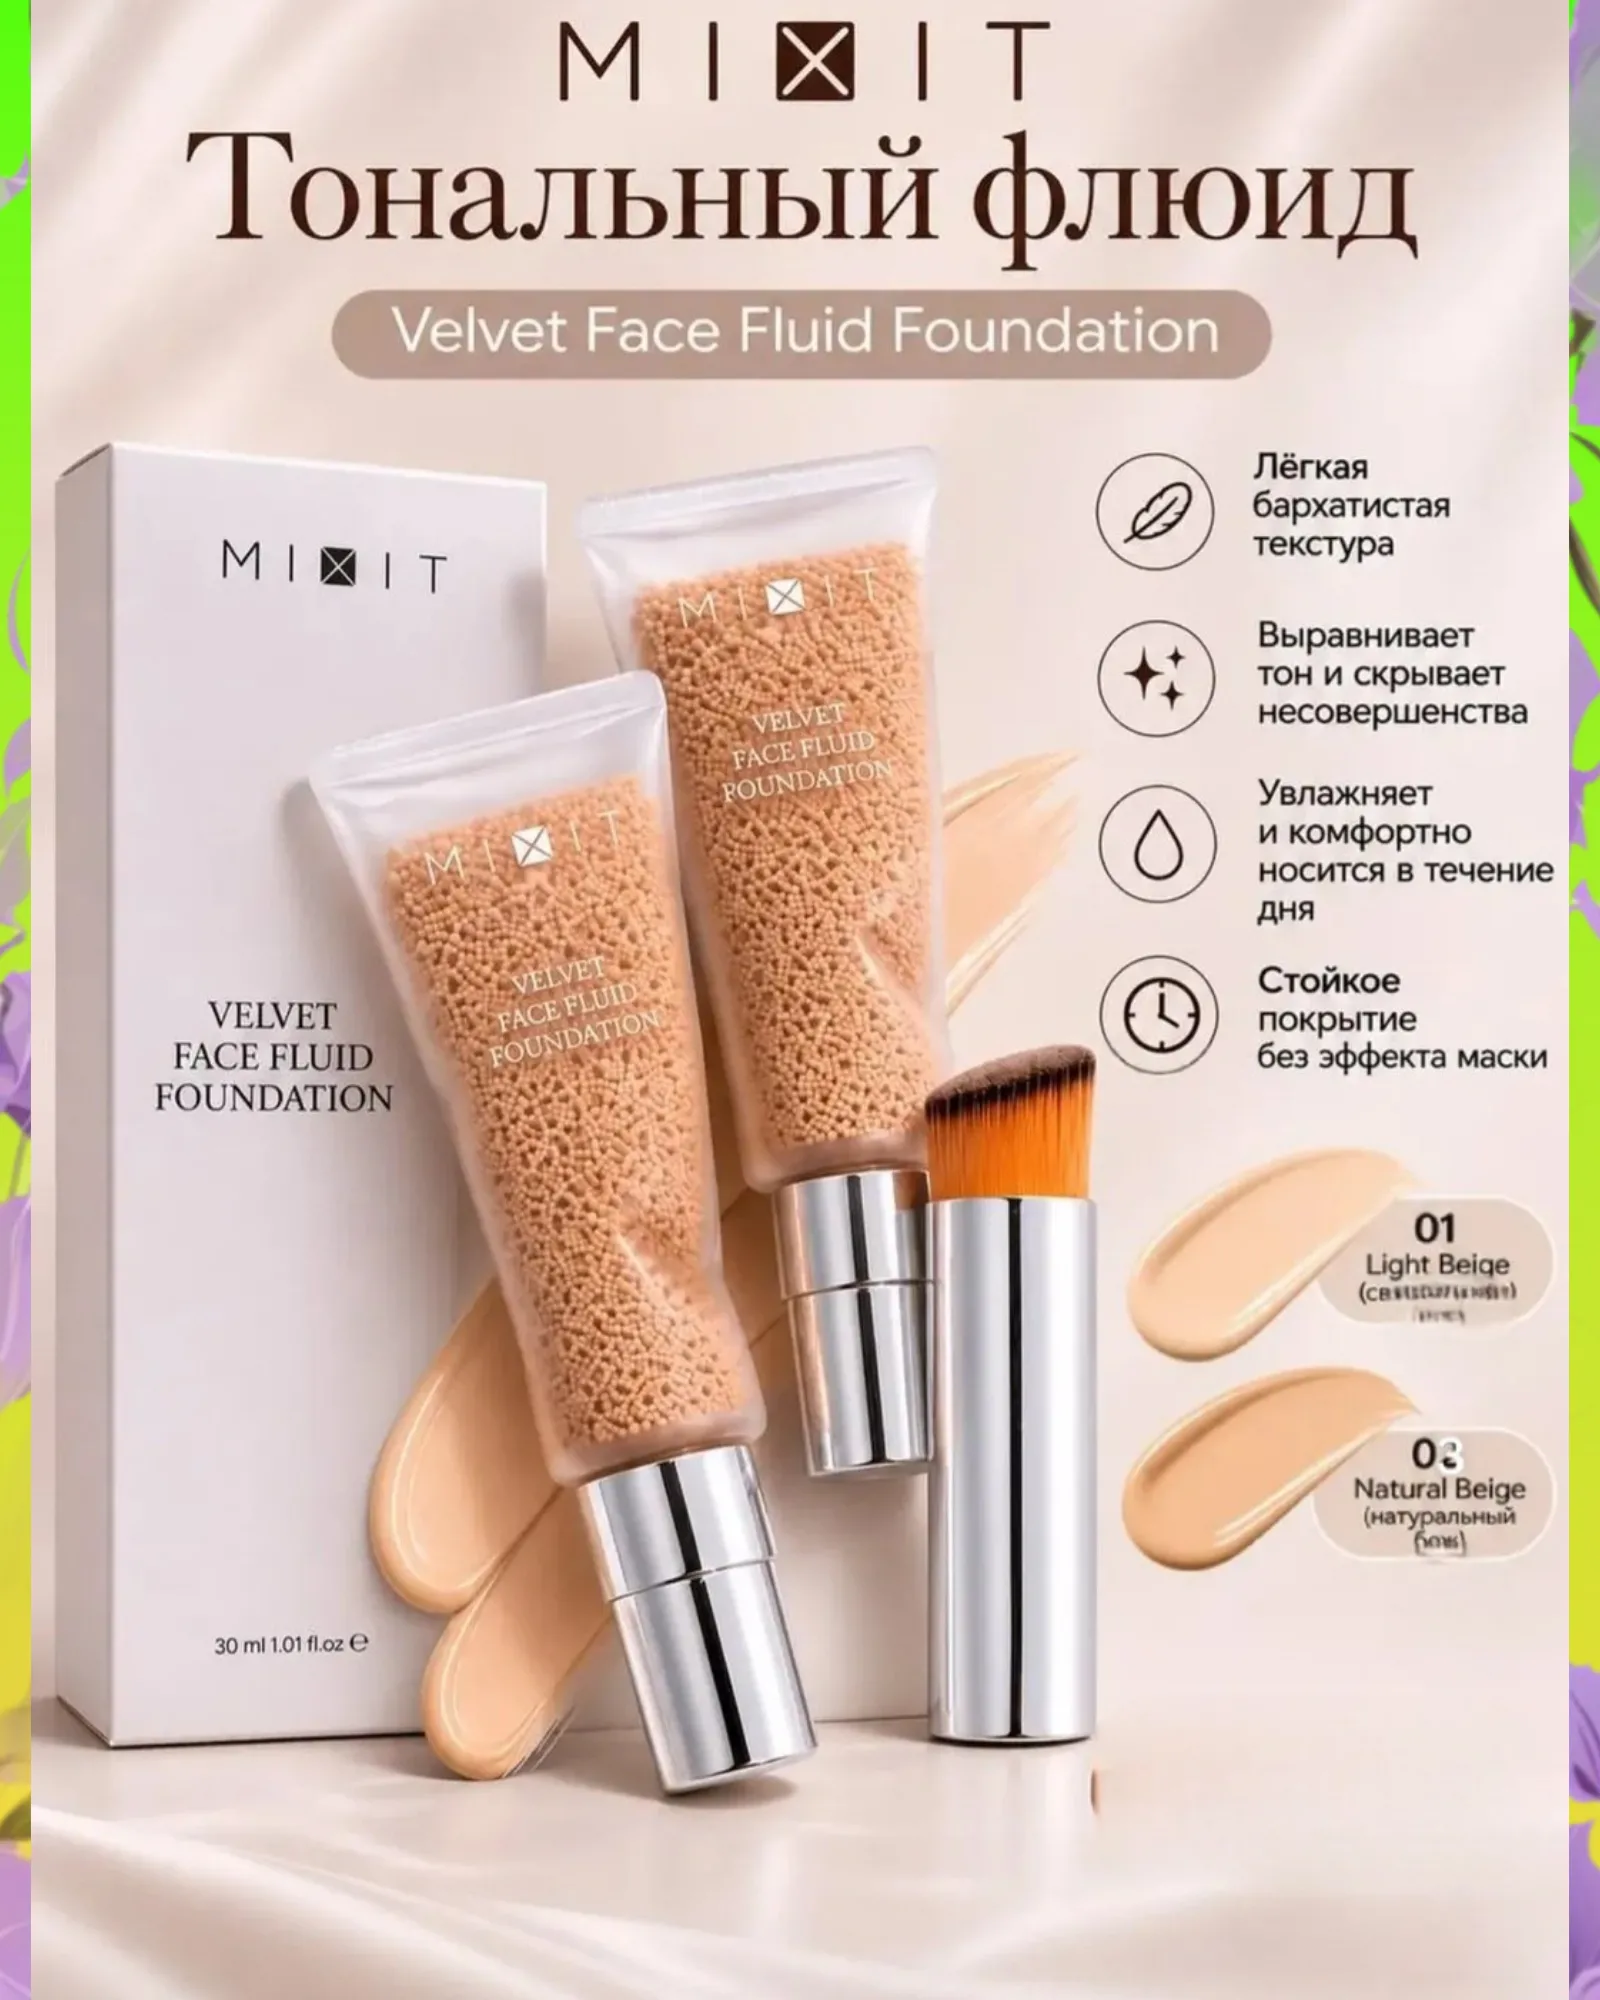 MIXIT
Тональный флюид
Velvet Face Fluid Foundation
MIXIT
VELVET
FACE FLUID
FOUNDATION
30 ml 1.01 fl.oz ℮
MIXIT
VELVET
FACE FLUID
FOUNDATION
MIXIT
VELVET
FACE FLUID
FOUNDATION
Лёгкая
бархатистая
текстура
Выравнивает
тон и скрывает
несовершенства
Увлажняет
и комфортно
носится в течение
дня
Стойкое
покрытие
без эффекта маски
01
Light Beige
Natural Beige
(натуральный